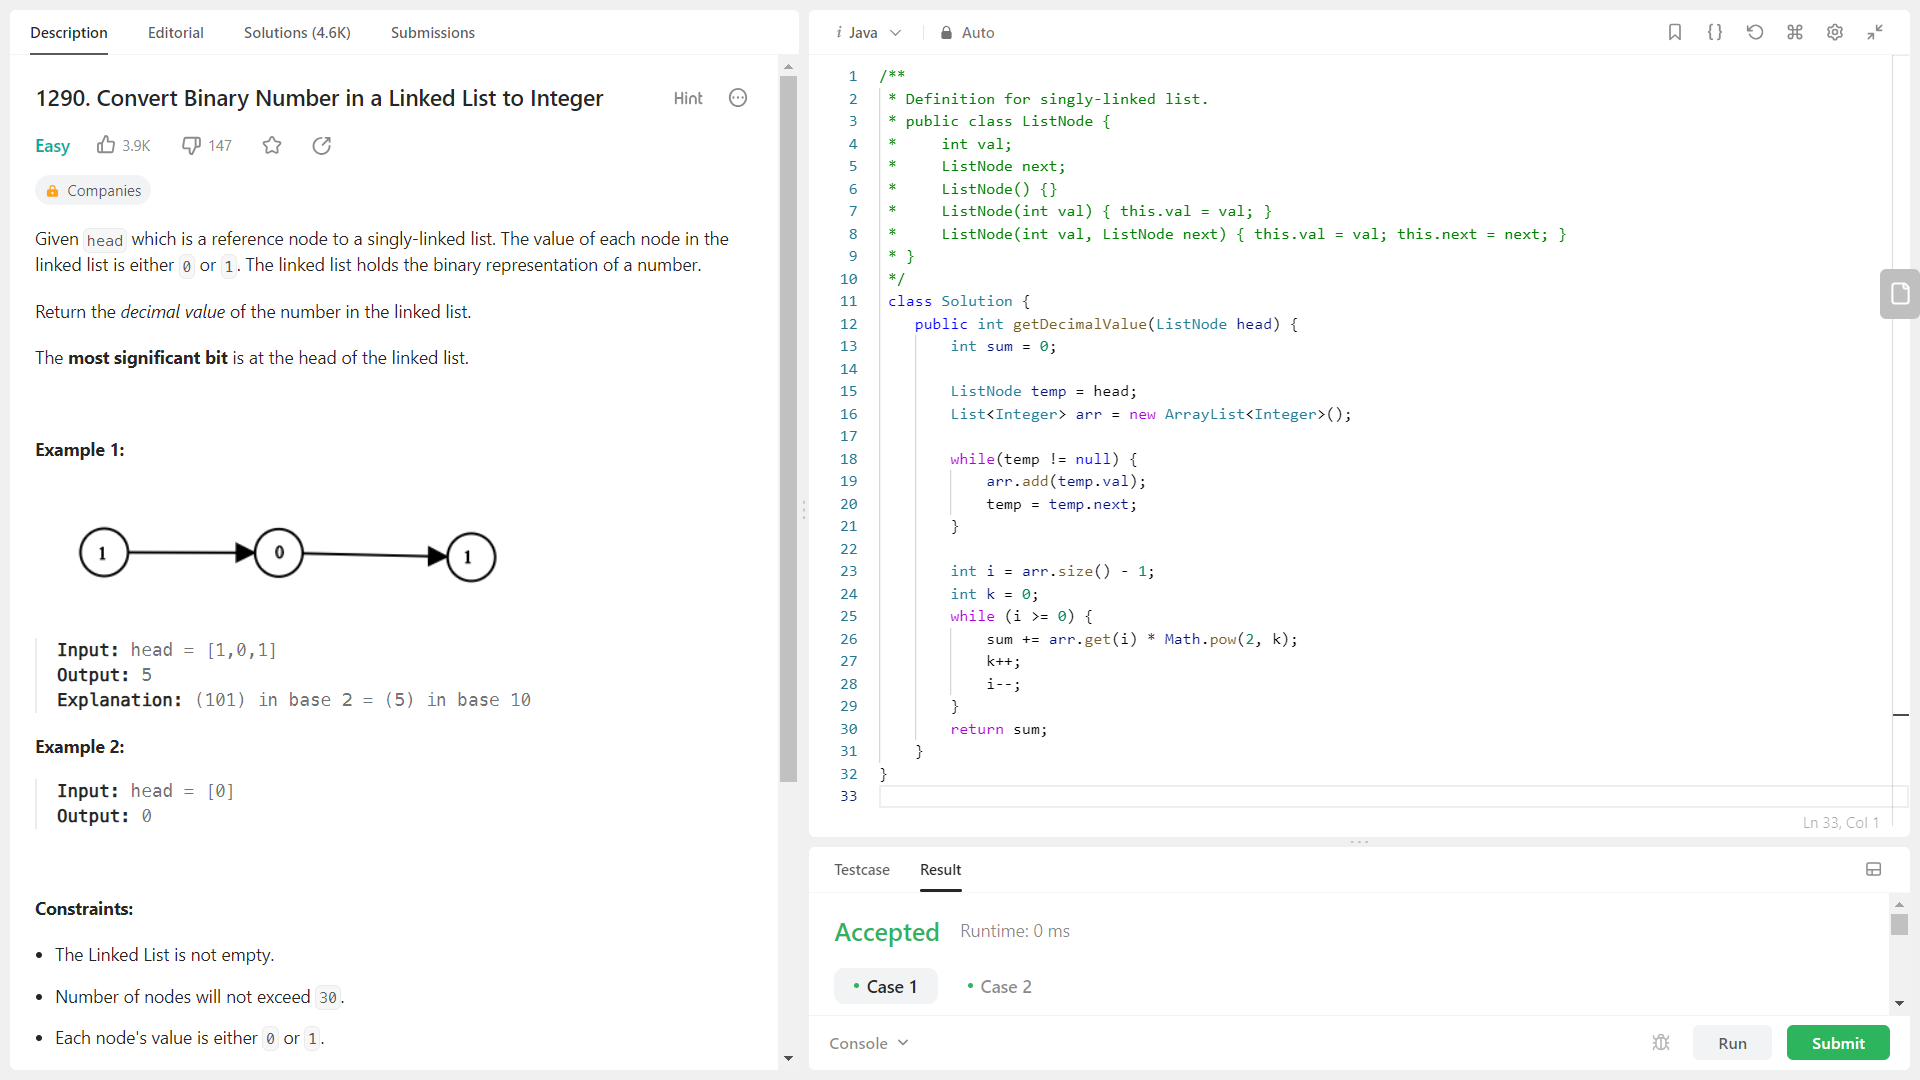 Description Editorial Solutions (4.6K) Submissions
1290. Convert Binary Number in a Linked List to Integer
Hint
Easy 3.9K 147
Companies
Given head which is a reference node to a singly-linked list. The value of each node in the
linked list is either 0 or 1. The linked list holds the binary representation of a number.
Return the decimal value of the number in the linked list.
The most significant bit is at the head of the linked list.
Example 1:
1 0 1
Input: head = [1,0,1]
Output: 5
Explanation: (101) in base 2 = (5) in base 10
Example 2:
Input: head = [0]
Output: 0
Constraints:
• The Linked List is not empty.
• Number of nodes will not exceed 30.
• Each node's value is either 0 or 1.
i Java Auto
1 /**
2 * Definition for singly-linked list.
3 * public class ListNode {
4 *     int val;
5 *     ListNode next;
6 *     ListNode() {}
7 *     ListNode(int val) { this.val = val; }
8 *     ListNode(int val, ListNode next) { this.val = val; this.next = next; }
9 * }
10 */
11 class Solution {
12    public int getDecimalValue(ListNode head) {
13        int sum = 0;
14
15        ListNode temp = head;
16        List<Integer> arr = new ArrayList<Integer>();
17
18        while(temp != null) {
19            arr.add(temp.val);
20            temp = temp.next;
21        }
22
23        int i = arr.size() - 1;
24        int k = 0;
25        while (i >= 0) {
26            sum += arr.get(i) * Math.pow(2, k);
27            k++;
28            i--;
29        }
30        return sum;
31    }
32 }
33
Ln 33, Col 1
Testcase Result
Accepted Runtime: 0 ms
• Case 1 • Case 2
Console Run Submit